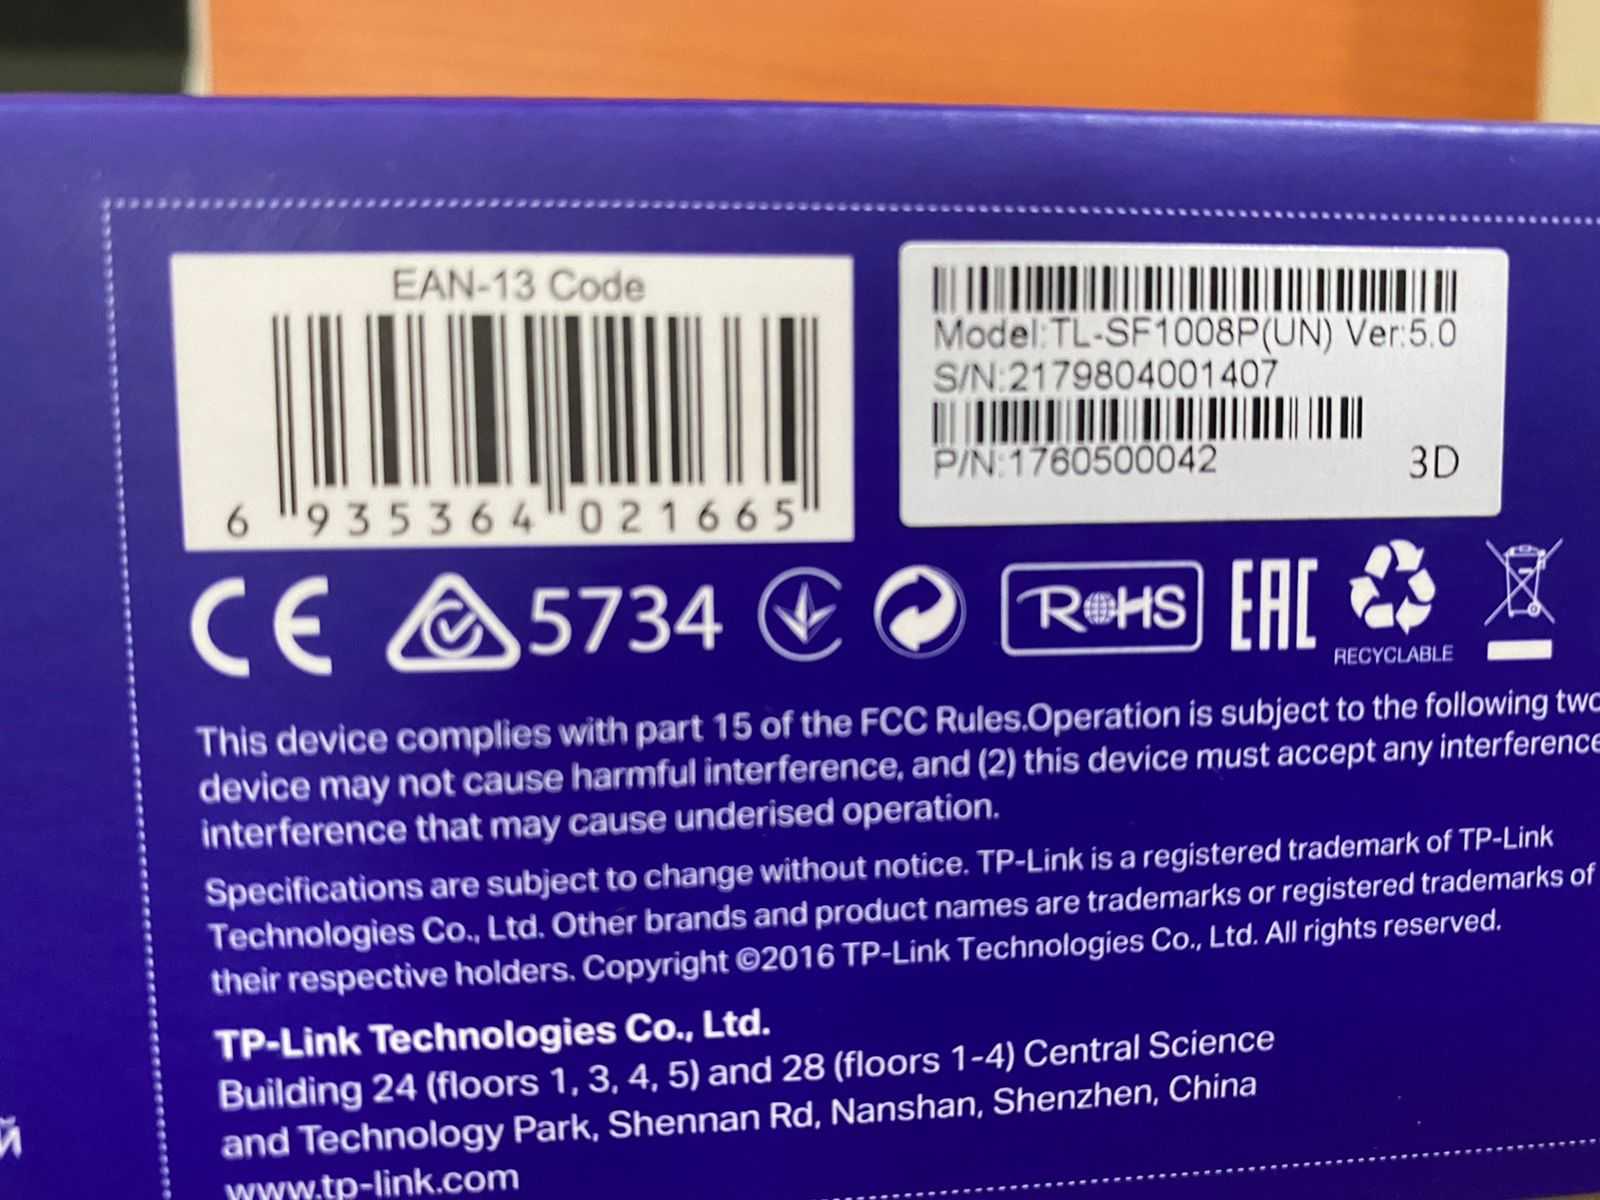 EAN-13 Code
6 935364 021665
Model:TL-SF1008P(UN) Ver:5.0
S/N:2179804001407
P/N:1760500042 3D
CE 5734 RoHS EAC
RECYCLABLE
This device complies with part 15 of the FCC Rules.Operation is subject to the following two
device may not cause harmful interference, and (2) this device must accept any interference
interference that may cause underised operation.
Specifications are subject to change without notice. TP-Link is a registered trademark of TP-Link
Technologies Co., Ltd. Other brands and product names are trademarks or registered trademarks of
their respective holders. Copyright ©2016 TP-Link Technologies Co., Ltd. All rights reserved.
TP-Link Technologies Co., Ltd.
Building 24 (floors 1, 3, 4, 5) and 28 (floors 1-4) Central Science
and Technology Park, Shennan Rd, Nanshan, Shenzhen, China
www.tp-link.com